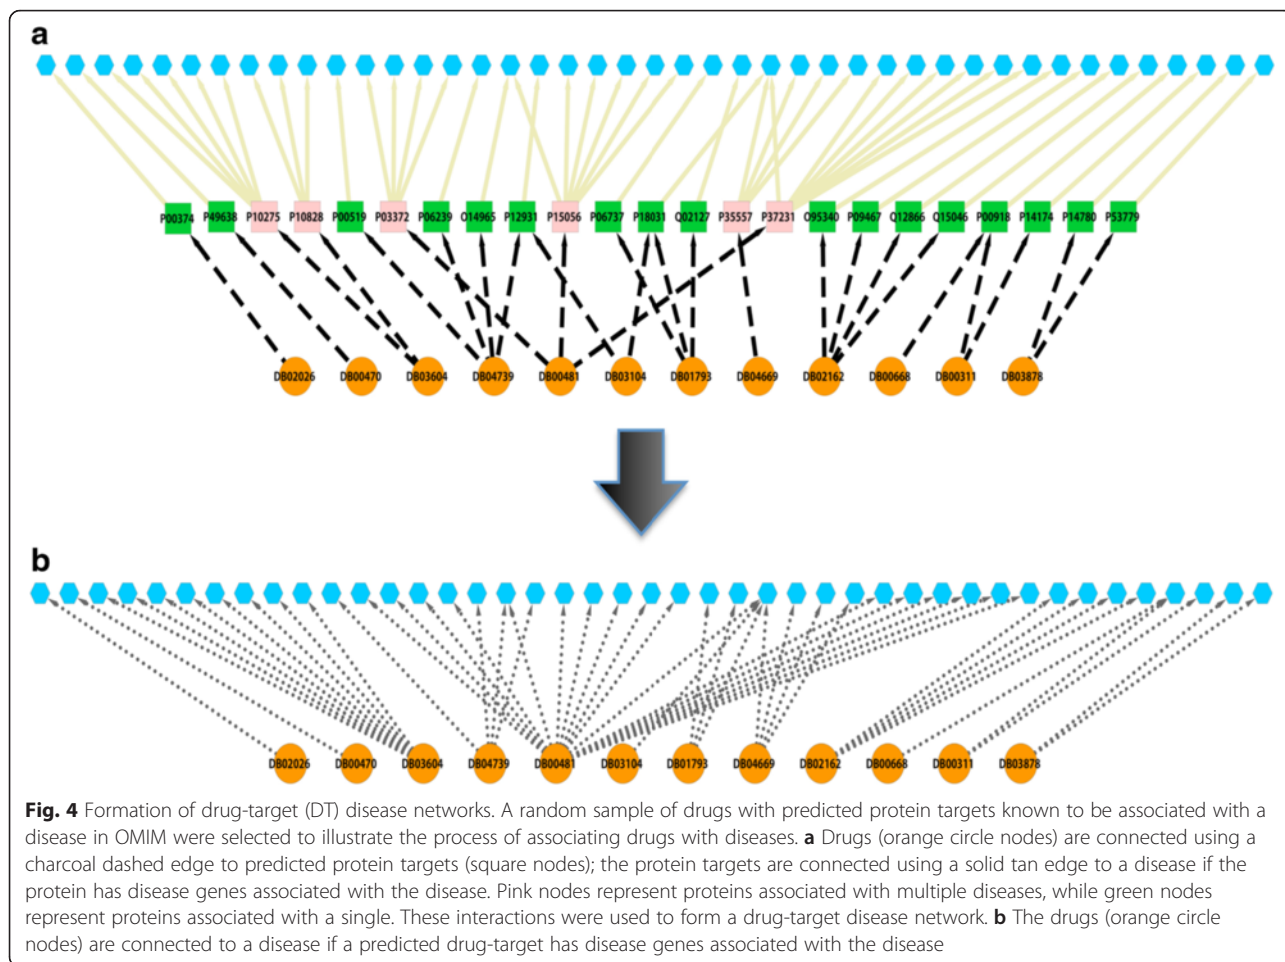 a
P00374 P49638 P10275 P10828 P00519 P03372 P06239 O14965 P12931 P15056 P06737 P18031 Q02127 P35557 P37231 O95340 P09467 Q12866 Q15046 P00918 P14174 P14780 P53779
DB02026 DB00470 DB03604 DB04739 DB00481 DB03104 DB01793 DB04669 DB02162 DB00668 DB00311 DB03878
b
DB02026 DB00470 DB03604 DB04739 DB00481 DB03104 DB01793 DB04669 DB02162 DB00668 DB00311 DB03878
Fig. 4 Formation of drug-target (DT) disease networks. A random sample of drugs with predicted protein targets known to be associated with a
disease in OMIM were selected to illustrate the process of associating drugs with diseases. a Drugs (orange circle nodes) are connected using a
charcoal dashed edge to predicted protein targets (square nodes); the protein targets are connected using a solid tan edge to a disease if the
protein has disease genes associated with the disease. Pink nodes represent proteins associated with multiple diseases, while green nodes
represent proteins associated with a single. These interactions were used to form a drug-target disease network. b The drugs (orange circle
nodes) are connected to a disease if a predicted drug-target has disease genes associated with the disease